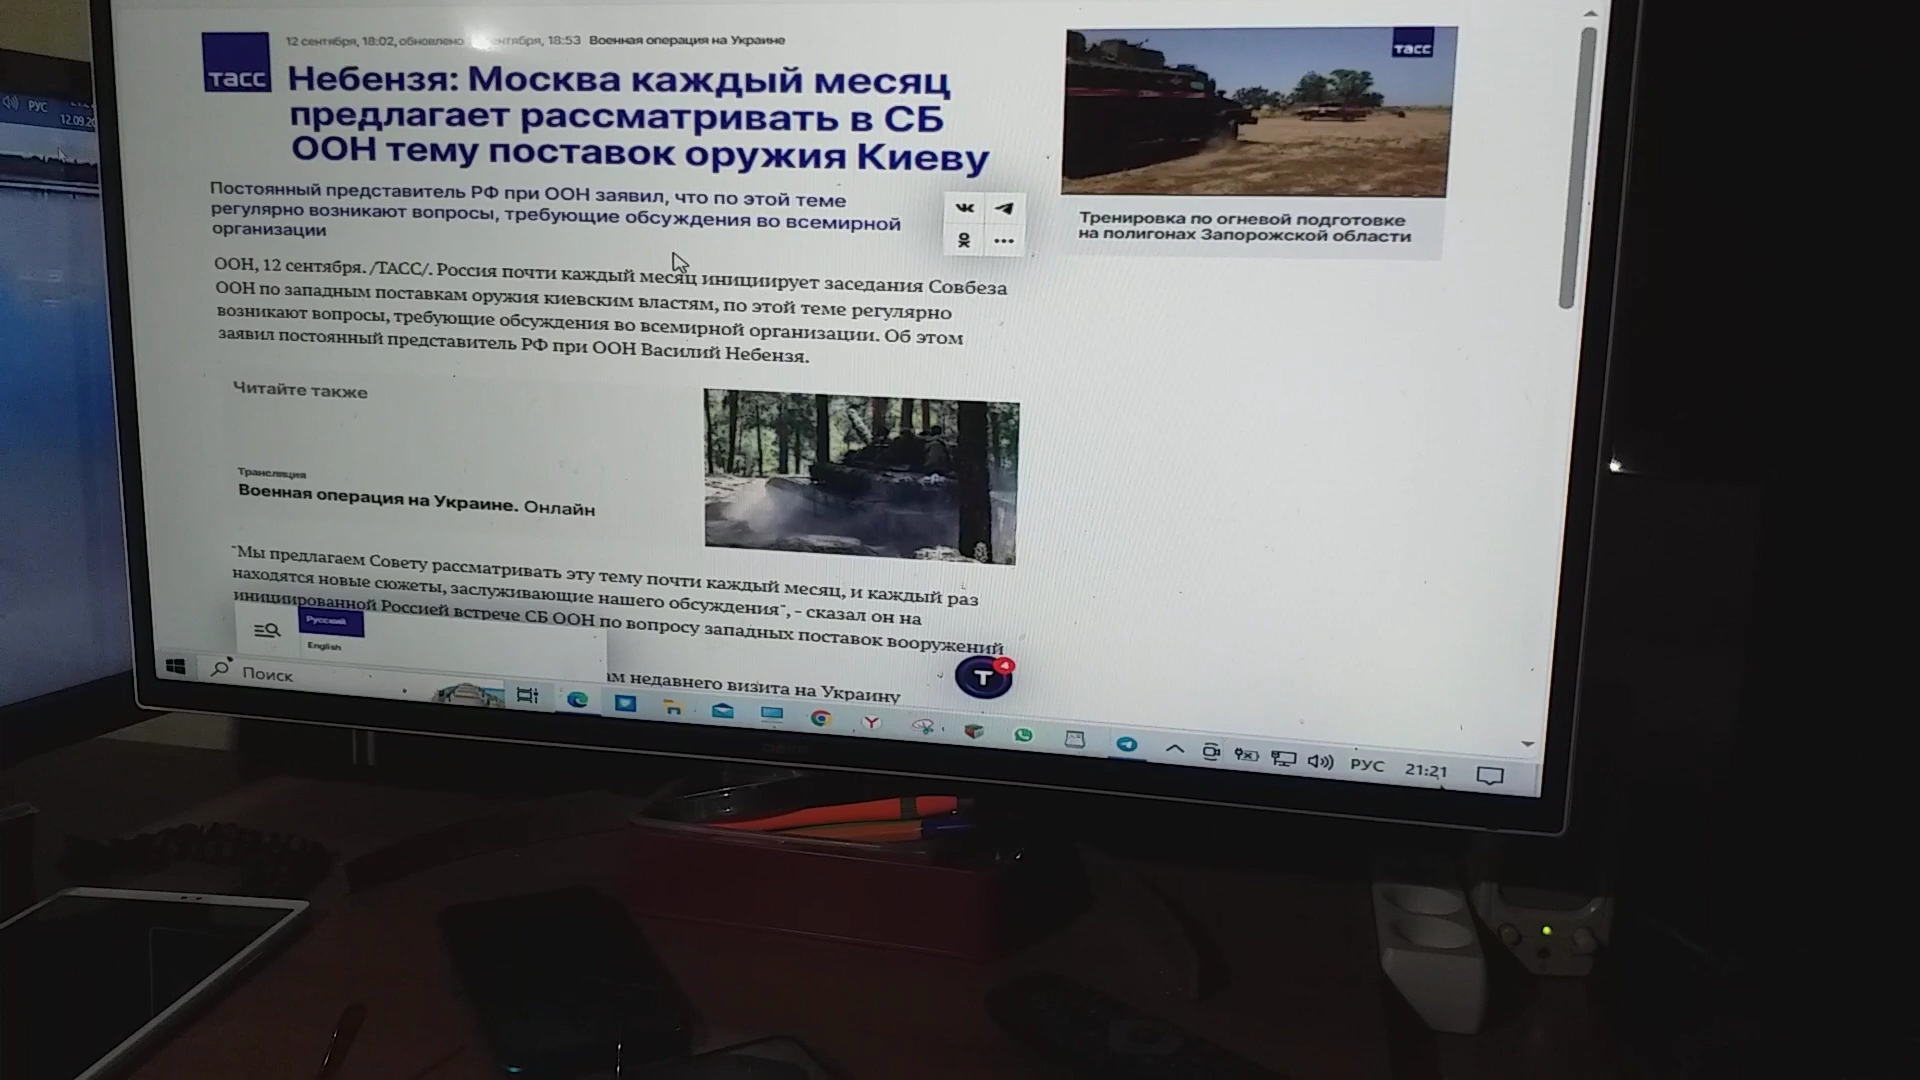 РУС
тасс
12 сентября, 18:02, обновлено сентября, 18:53 Военная операция на Украине
Небензя: Москва каждый месяц
предлагает рассматривать в СБ
ООН тему поставок оружия Киеву
Постоянный представитель РФ при ООН заявил, что по этой теме
регулярно возникают вопросы, требующие обсуждения во всемирной
организации
ООН, 12 сентября. /ТАСС/. Россия почти каждый месяц инициирует заседания Совбеза
ООН по западным поставкам оружия киевским властям, по этой теме регулярно
возникают вопросы, требующие обсуждения во всемирной организации. Об этом
заявил постоянный представитель РФ при ООН Василий Небензя.
тасс
Тренировка по огневой подготовке
на полигонах Запорожской области
Читайте также
Трансляция
Военная операция на Украине. Онлайн
"Мы предлагаем Совету рассматривать эту тему почти каждый месяц, и каждый раз
находятся новые сюжеты, заслуживающие нашего обсуждения", - сказал он на
инициированной Россией встрече СБ ООН по вопросу западных поставок вооружений
недавнего визита на Украину
Русский
English
Т
4
Поиск
РУС
21:21